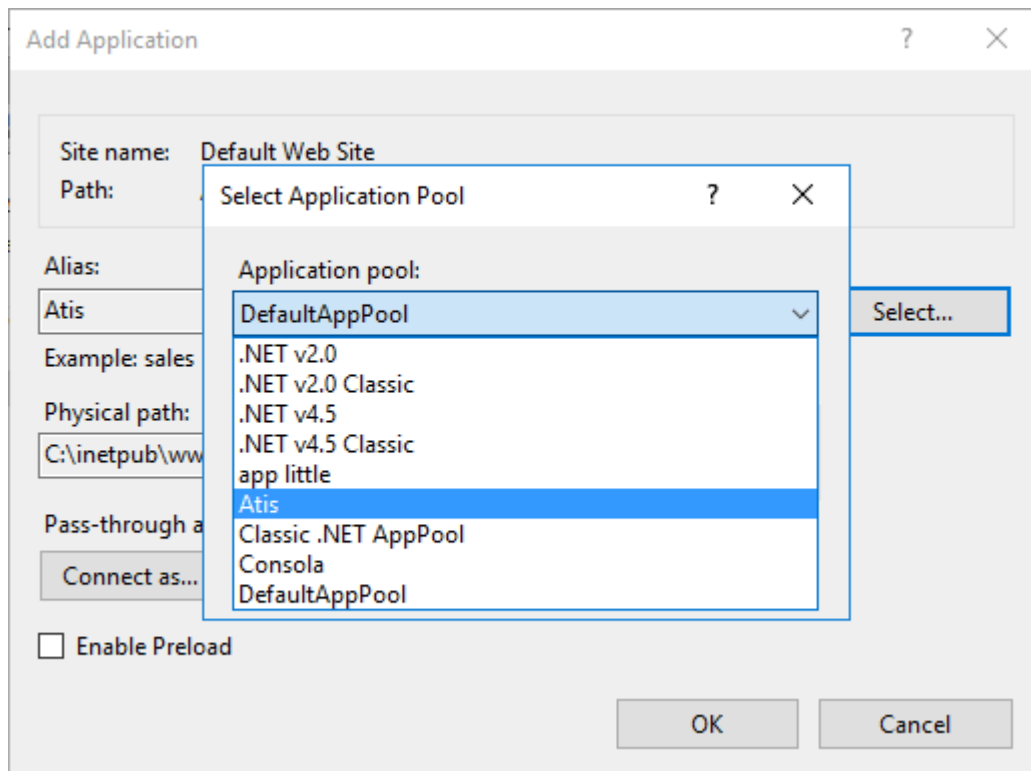 Add Application
Site name: Default Web Site
Path:
Select Application Pool
Alias:
Application pool:
Atis
DefaultAppPool
Select...
.NET v2.0
Example: sales
.NET v2.0 Classic
.NET v4.5
Physical path:
.NET v4.5 Classic
C:\inetpub\ww
app little
Atis
Pass-through a
Classic .NET AppPool
Connect as...
Consola
DefaultAppPool
Enable Preload
OK
Cancel